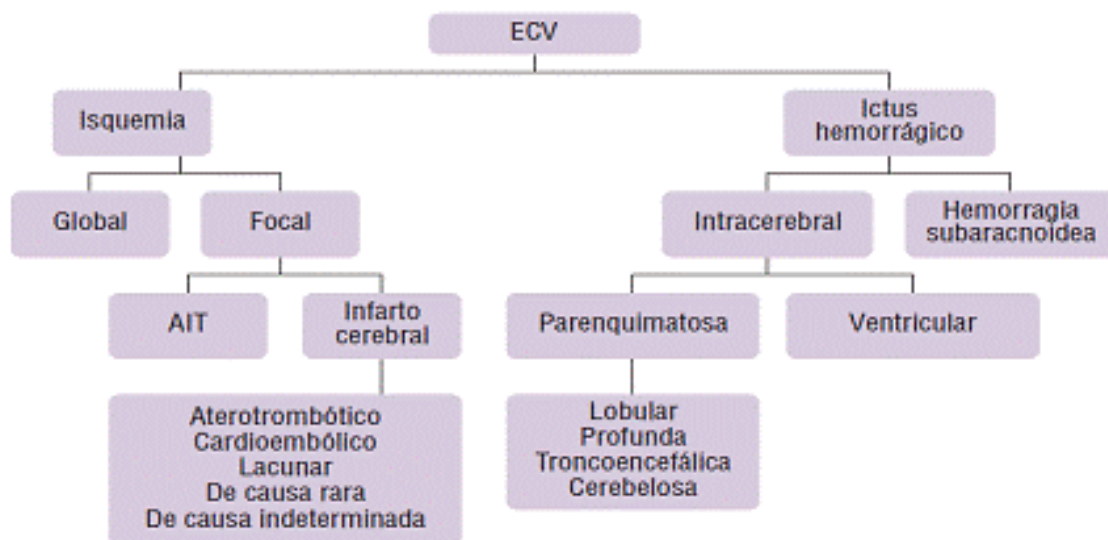 ECV
Isquemia
Ictus
hemorrágico
Global
Focal
Intracerebral
Hemorragia
subaracnoídea
AIT
Infarto
cerebral
Parenquimatosa
Ventricular
Aterotrombótico
Cardioembólico
Lacunar
De causa rara
De causa indeterminada
Lobular
Profunda
Troncoencefálica
Cerebelosa